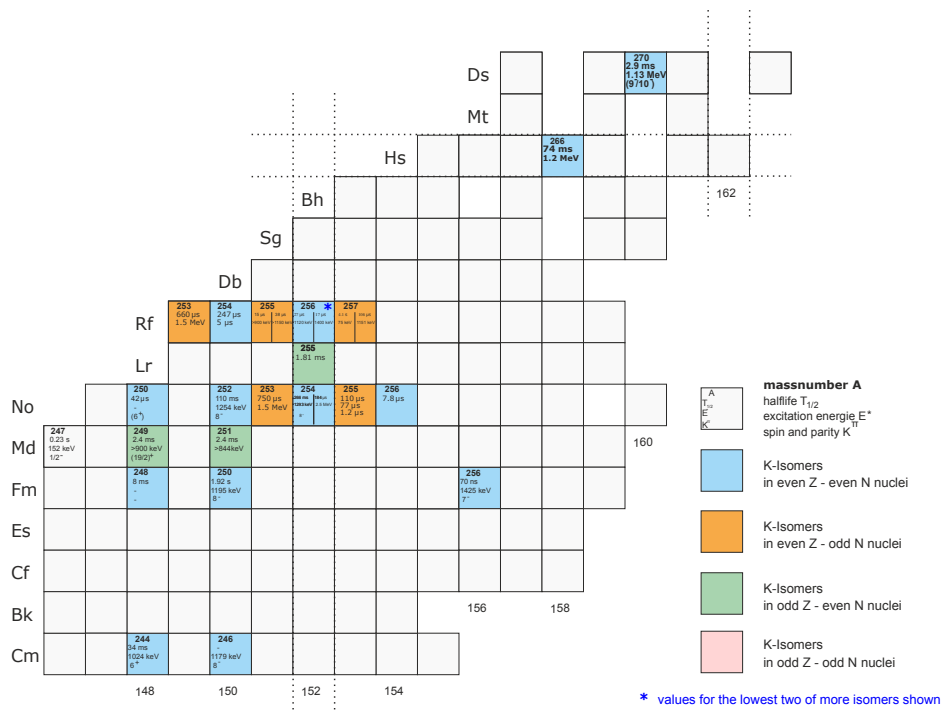 Ds
270
2.9 ms
1.13 MeV
(9⁻10⁻)
Mt
Hs
266
74 ms
1.2 MeV
Bh
162
Sg
Db
Rf
253
660 µs
1.5 MeV
254
247 µs
5 µs
255
256
*
257
Lr
255
1.81 ms
No
250
42µs
-
(6⁺)
252
110 ms
1254 keV
8⁻
253
750 µs
1.5 MeV
254
8⁻
255
110 µs
77 µs
1.2 µs
256
7.8 µs
160
Md
247
0.23 s
152 keV
1/2⁻
249
2.4 ms
>900 keV
(19/2)⁺
251
2.4 ms
>844keV
Fm
248
8 ms
-
-
250
1.92 s
1195 keV
8⁻
256
70 ns
1425 keV
7⁻
Es
Cf
156
158
Bk
Cm
244
34 ms
1024 keV
6⁺
246
-
1179 keV
8⁻
148
150
152
154
A
T₁/₂
E
Kπ
massnumber A
halflife T₁/₂
excitation energie E*
spin and parity Kπ
K-Isomers
in even Z - even N nuclei
K-Isomers
in even Z - odd N nuclei
K-Isomers
in odd Z - even N nuclei
K-Isomers
in odd Z - odd N nuclei
* values for the lowest two of more isomers shown